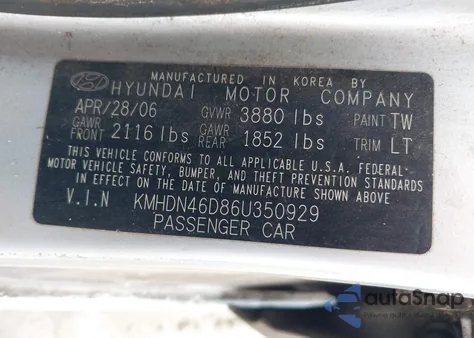 MANUFACTURED IN KOREA BY
HYUNDAI MOTOR COMPANY
APR/28/06 GVWR 3880 lbs PAINT TW
GAWR FRONT 2116 lbs GAWR REAR 1852 lbs TRIM LT
THIS VEHICLE CONFORMS TO ALL APPLICABLE U.S.A. FEDERAL
MOTOR VEHICLE SAFETY, BUMPER, AND THEFT PREVENTION STANDARDS
IN EFFECT ON THE DATE OF MANUFACTURE SHOWN ABOVE
V.I.N KMHDN46D86U350929
PASSENGER CAR
autoSnap